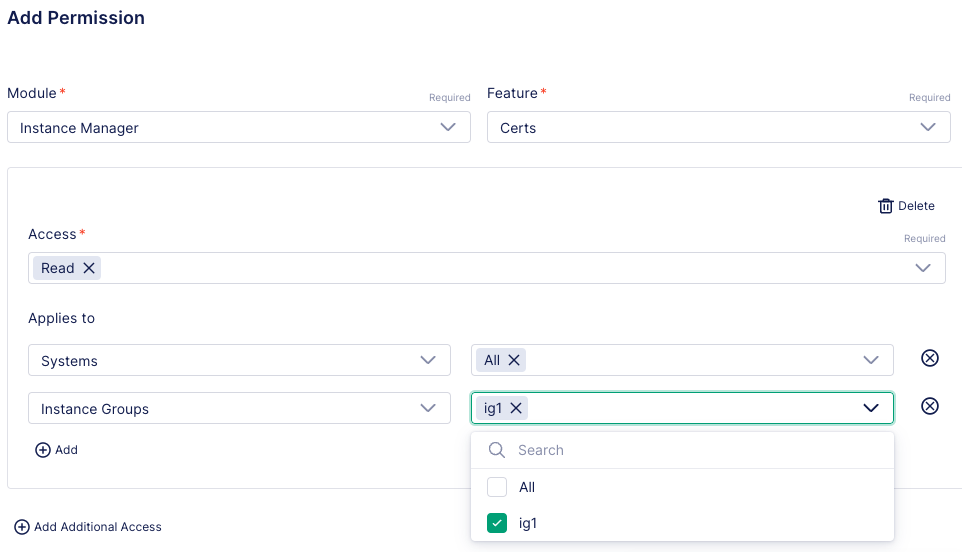 Add Permission
Module*
Required
Feature*
Required
Instance Manager
Certs
Delete
Access*
Required
Read
Applies to
Systems
All
Instance Groups
ig1
Add
Search
All
ig1
Add Additional Access